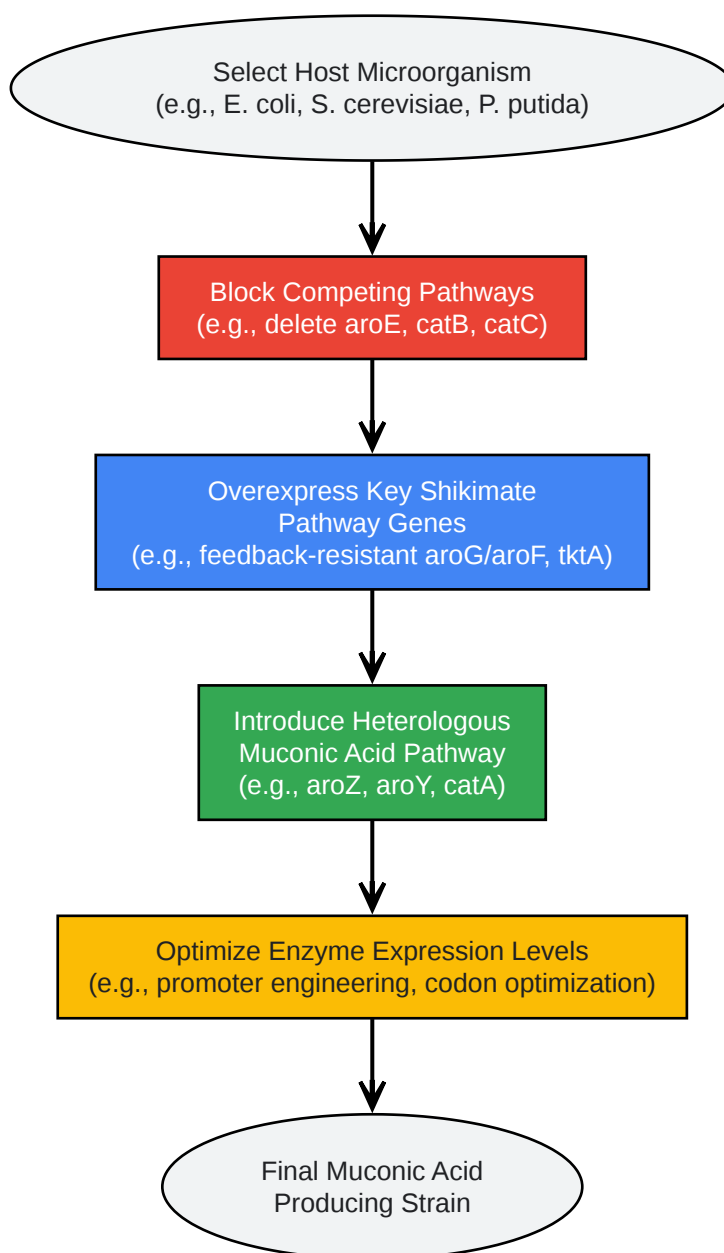 Select Host Microorganism
(e.g., E. coli, S. cerevisiae, P. putida)
Block Competing Pathways
(e.g., delete aroE, catB, catC)
Overexpress Key Shikimate
Pathway Genes
(e.g., feedback-resistant aroG/aroF, tktA)
Introduce Heterologous
Muconic Acid Pathway
(e.g., aroZ, aroY, catA)
Optimize Enzyme Expression Levels
(e.g., promoter engineering, codon optimization)
Final Muconic Acid
Producing Strain